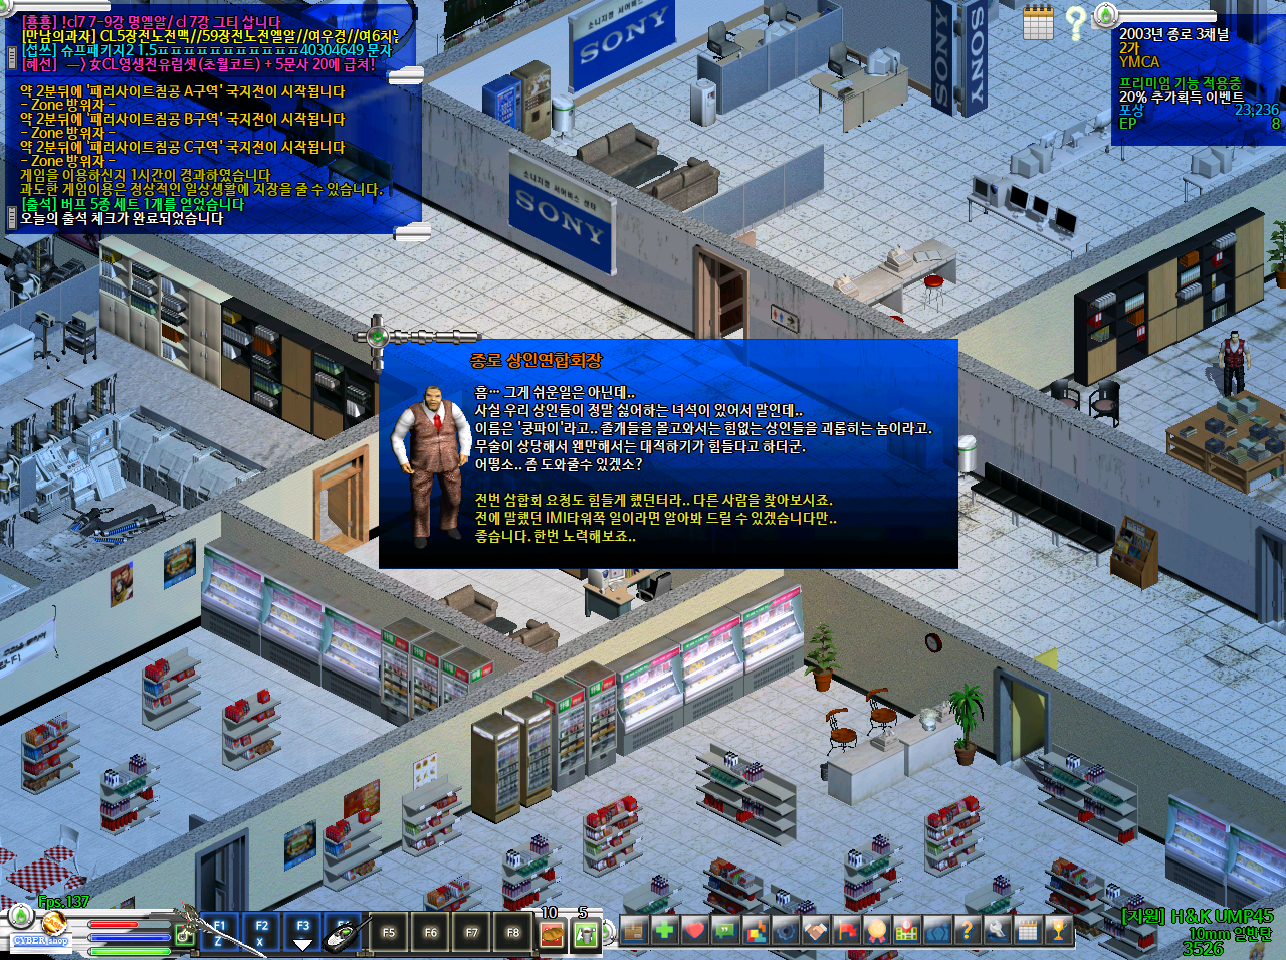 [흥흥] !cl7 7-9강 명엘알/ cl 7강 그티 삽니다
[만남의과자] CL5장전노전맥//59장전노전엘알//여우경//여6치
[섭쓰] 슈프패키지2 1.5ㅍㅍㅍㅍㅍㅍㅍㅍㅍㅍㅍㅍ40304649 문자
[혜선] ―> 女CL영생전유럽셋(초월코트) + 5문사 20에 급처!
약 2분뒤에 '패러사이트침공 A구역' 국지전이 시작됩니다
- Zone 방위자 -
약 2분뒤에 '패러사이트침공 B구역' 국지전이 시작됩니다
- Zone 방위자 -
약 2분뒤에 '패러사이트침공 C구역' 국지전이 시작됩니다
- Zone 방위자 -
게임을 이용하신지 1시간이 경과하였습니다
과도한 게임이용은 정상적인 일상생활에 지장을 줄 수 있습니다.
[출석] 버프 5종 세트 1개를 얻었습니다
오늘의 출석 체크가 완료되었습니다
SONY
SONY
SONY
SONY
2003년 종로 3채널
2가
YMCA
프리미엄 기능 적용중
20% 추가획득 이벤트
포상 23,236
EP 8
종로 상인연합회장
흠… 그게 쉬운일은 아닌데..
사실 우리 상인들이 정말 싫어하는 녀석이 있어서 말인데..
이름은 '쿵파이'라고.. 졸개들을 몰고와서는 힘없는 상인들을 괴롭히는 놈이라고.
무술이 상당해서 왠만해서는 대적하기가 힘들다고 하더군.
어떻소.. 좀 도와줄수 있겠소?
전번 삼합회 요청도 힘들게 했던터라.. 다른 사람을 찾아보시죠.
전에 말했던 IMI타워쪽 일이라면 알아봐 드릴 수 있겠습니다만..
좋습니다. 한번 노력해보죠..
Fps.137
CYBER shop
F1
Z
F2
X
F3
F4
F5
F6
F7
F8
10
5
[지원] H&K UMP45
10mm 일반탄
3526